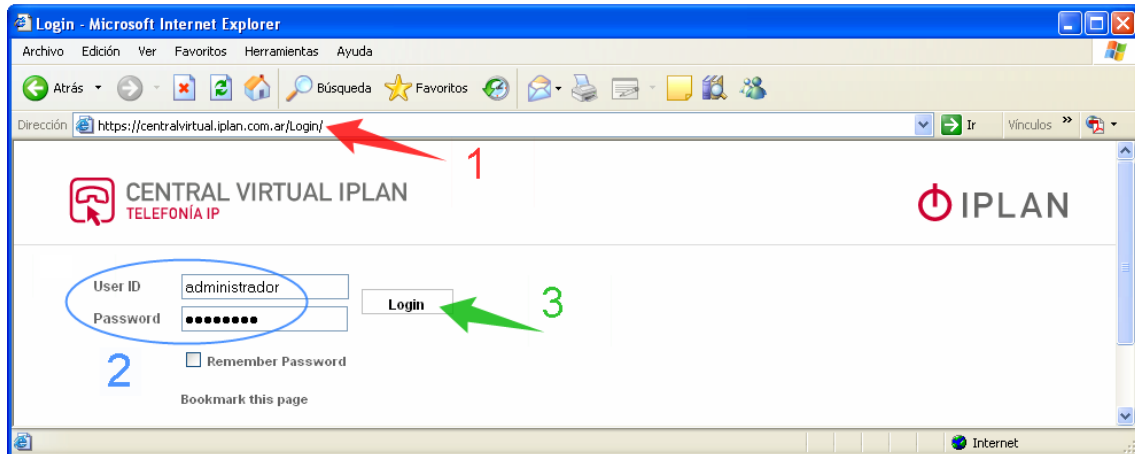 Login - Microsoft Internet Explorer
Archivo Edición Ver Favoritos Herramientas Ayuda
Atrás Búsqueda Favoritos
Dirección https://centralvirtual.iplan.com.ar/Login/ Ir Vínculos »
1
CENTRAL VIRTUAL IPLAN
TELEFONÍA IP
IPLAN
User ID administrador
Password ●●●●●●●●
Login
3
2
Remember Password
Bookmark this page
Internet